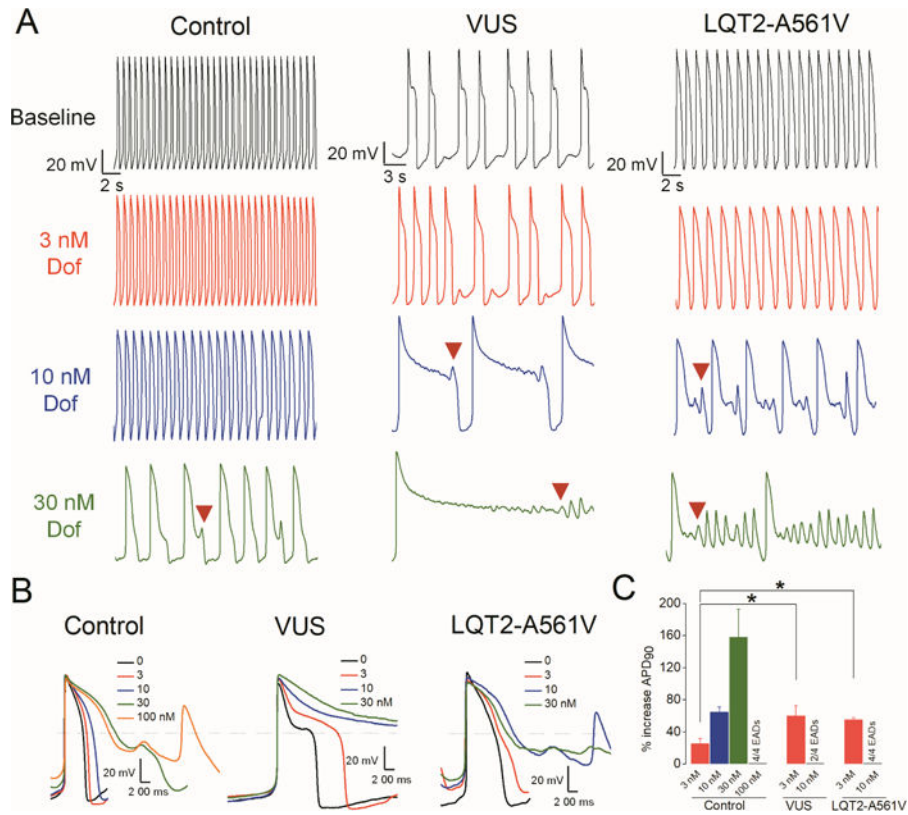 A
Control
VUS
LQT2-A561V
Baseline
20 mV
2 s
20 mV
3 s
20 mV
2 s
3 nM
Dof
10 nM
Dof
30 nM
Dof
B
Control
0
3
10
30
100 nM
20 mV
2 00 ms
VUS
0
3
10
30 nM
20 mV
2 00 ms
LQT2-A561V
0
3
10
30 nM
20 mV
2 00 ms
C
% increase APD90
200
160
120
80
40
0
*
*
3 nM
10 nM
30 nM
100 nM
4/4 EADs
3 nM
10 nM
2/4 EADs
3 nM
10 nM
4/4 EADs
Control
VUS
LQT2-A561V